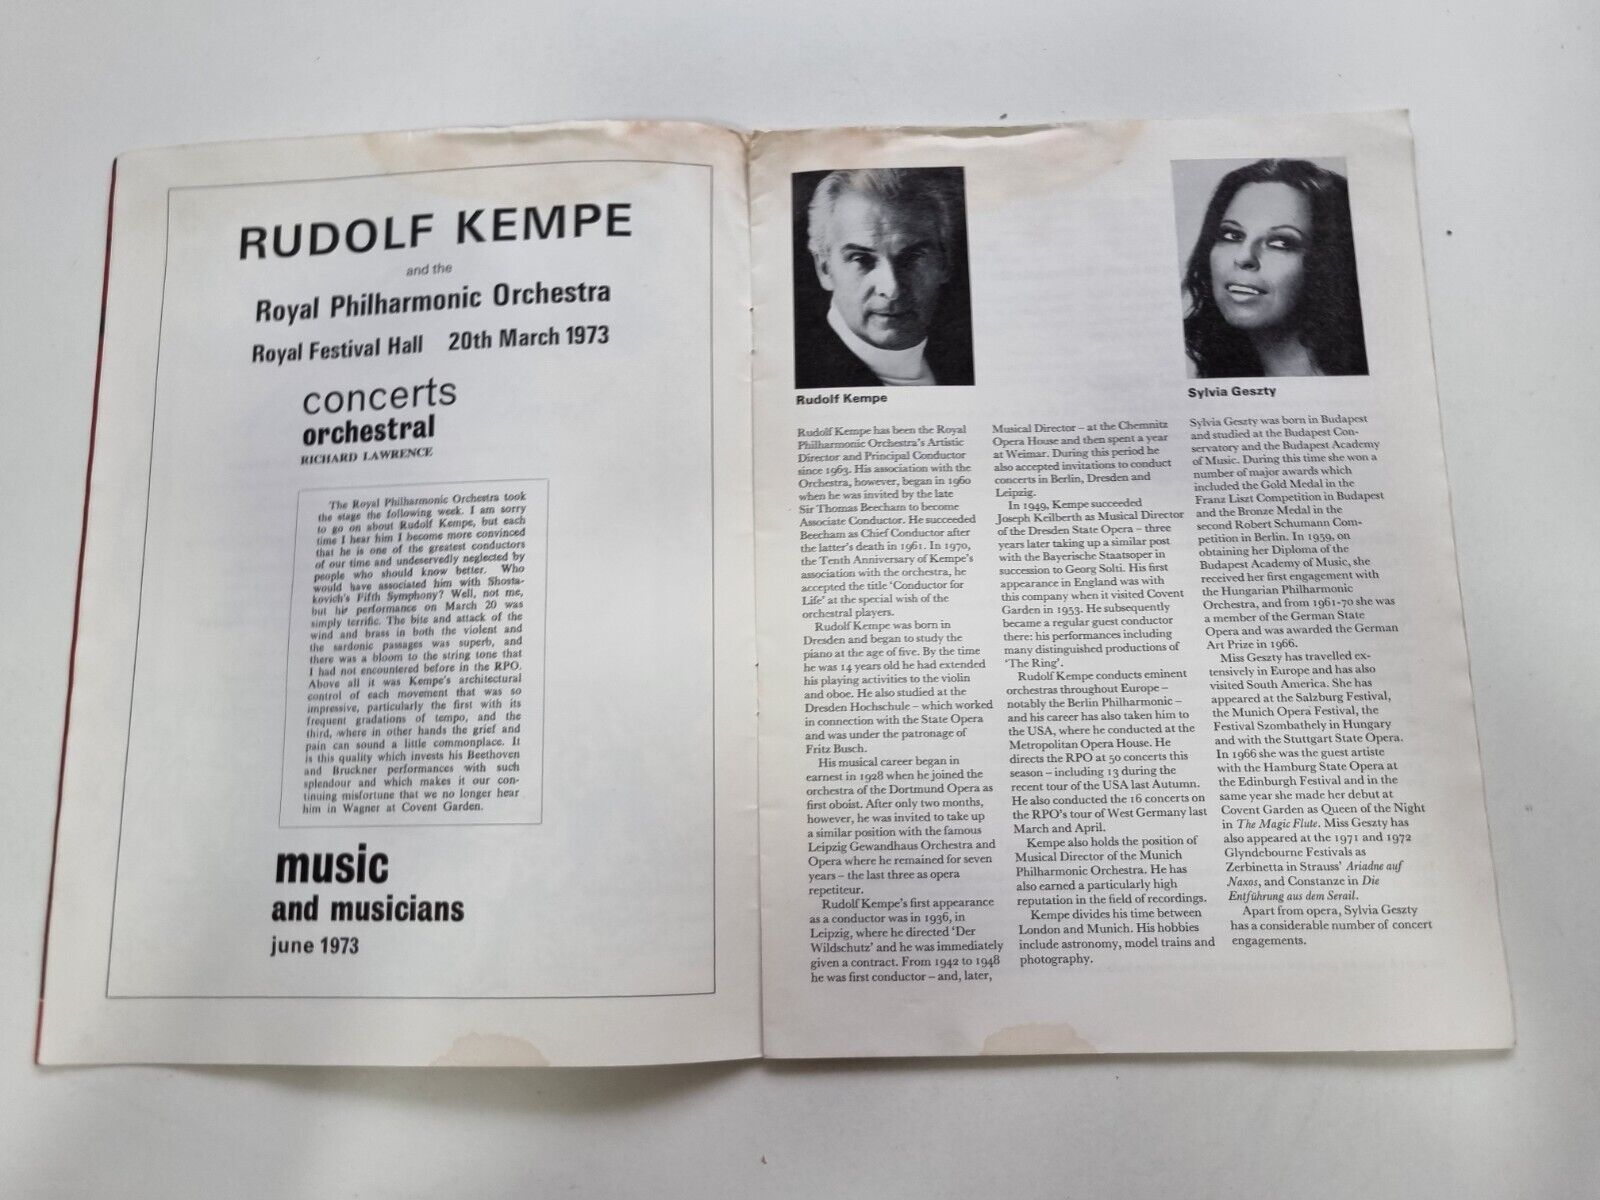 RUDOLF KEMPE
and the
Royal Philharmonic Orchestra
Royal Festival Hall 20th March 1973
concerts
orchestral
RICHARD LAWRENCE
The Royal Philharmonic Orchestra took
the stage the following week. I am sorry
to go on about Rudolf Kempe, but each
time I hear him I become more convinced
that he is one of the greatest conductors
of our time and undeservedly neglected by
people who should know better. Who
would have associated him with Shosta-
kovich's Fifth Symphony? Well, not me,
but his performance on March 20 was
simply terrific. The bite and attack of the
wind and brass in both the violent and
the sardonic passages was superb, and
there was a bloom to the string tone that
I had not encountered before in the RPO.
Above all it was Kempe's architectural
control of each movement that was so
impressive, particularly the first with its
frequent gradations of tempo, and the
third, where in other hands the grief and
pain can sound a little commonplace. It
is this quality which invests his Beethoven
and Bruckner performances with such
splendour and which makes it our con-
tinuing misfortune that we no longer hear
him in Wagner at Covent Garden.
music
and musicians
june 1973
Rudolf Kempe
Rudolf Kempe has been the Royal
Philharmonic Orchestra's Artistic
Director and Principal Conductor
since 1963. His association with the
Orchestra, however, began in 1960
when he was invited by the late
Sir Thomas Beecham to become
Associate Conductor. He succeeded
Beecham as Chief Conductor after
the latter's death in 1961. In 1970,
the Tenth Anniversary of Kempe's
association with the orchestra, he
accepted the title 'Conductor for
Life' at the special wish of the
orchestral players.
Rudolf Kempe was born in
Dresden and began to study the
piano at the age of five. By the time
he was 14 years old he had extended
his playing activities to the violin
and oboe. He also studied at the
Dresden Hochschule – which worked
in connection with the State Opera
and was under the patronage of
Fritz Busch.
His musical career began in
earnest in 1928 when he joined the
orchestra of the Dortmund Opera as
first oboist. After only two months,
however, he was invited to take up
a similar position with the famous
Leipzig Gewandhaus Orchestra and
Opera where he remained for seven
years – the last three as opera
repetiteur.
Rudolf Kempe's first appearance
as a conductor was in 1936, in
Leipzig, where he directed 'Der
Wildschutz' and he was immediately
given a contract. From 1942 to 1948
he was first conductor – and, later,
Musical Director – at the Chemnitz
Opera House and then spent a year
at Weimar. During this period he
also accepted invitations to conduct
concerts in Berlin, Dresden and
Leipzig.
In 1949, Kempe succeeded
Joseph Keilberth as Musical Director
of the Dresden State Opera – three
years later taking up a similar post
with the Bayerische Staatsoper in
succession to Georg Solti. His first
appearance in England was with
this company when it visited Covent
Garden in 1953. He subsequently
became a regular guest conductor
there: his performances including
many distinguished productions of
'The Ring'.
Rudolf Kempe conducts eminent
orchestras throughout Europe –
notably the Berlin Philharmonic –
and his career has also taken him to
the USA, where he conducted at the
Metropolitan Opera House. He
directs the RPO at 50 concerts this
season – including 13 during the
recent tour of the USA last Autumn.
He also conducted the 16 concerts on
the RPO's tour of West Germany last
March and April.
Kempe also holds the position of
Musical Director of the Munich
Philharmonic Orchestra. He has
also earned a particularly high
reputation in the field of recordings.
Kempe divides his time between
London and Munich. His hobbies
include astronomy, model trains and
photography.
Sylvia Geszty
Sylvia Geszty was born in Budapest
and studied at the Budapest Con-
servatory and the Budapest Academy
of Music. During this time she won a
number of major awards which
included the Gold Medal in the
Franz Liszt Competition in Budapest
and the Bronze Medal in the
second Robert Schumann Com-
petition in Berlin. In 1959, on
obtaining her Diploma of the
Budapest Academy of Music, she
received her first engagement with
the Hungarian Philharmonic
Orchestra, and from 1961-70 she was
a member of the German State
Opera and was awarded the German
Art Prize in 1966.
Miss Geszty has travelled ex-
tensively in Europe and has also
visited South America. She has
appeared at the Salzburg Festival,
the Munich Opera Festival, the
Festival Szombathely in Hungary
and with the Stuttgart State Opera.
In 1966 she was the guest artiste
with the Hamburg State Opera at
the Edinburgh Festival and in the
same year she made her debut at
Covent Garden as Queen of the Night
in The Magic Flute. Miss Geszty has
also appeared at the 1971 and 1972
Glyndebourne Festivals as
Zerbinetta in Strauss' Ariadne auf
Naxos, and Constanze in Die
Entführung aus dem Serail.
Apart from opera, Sylvia Geszty
has a considerable number of concert
engagements.